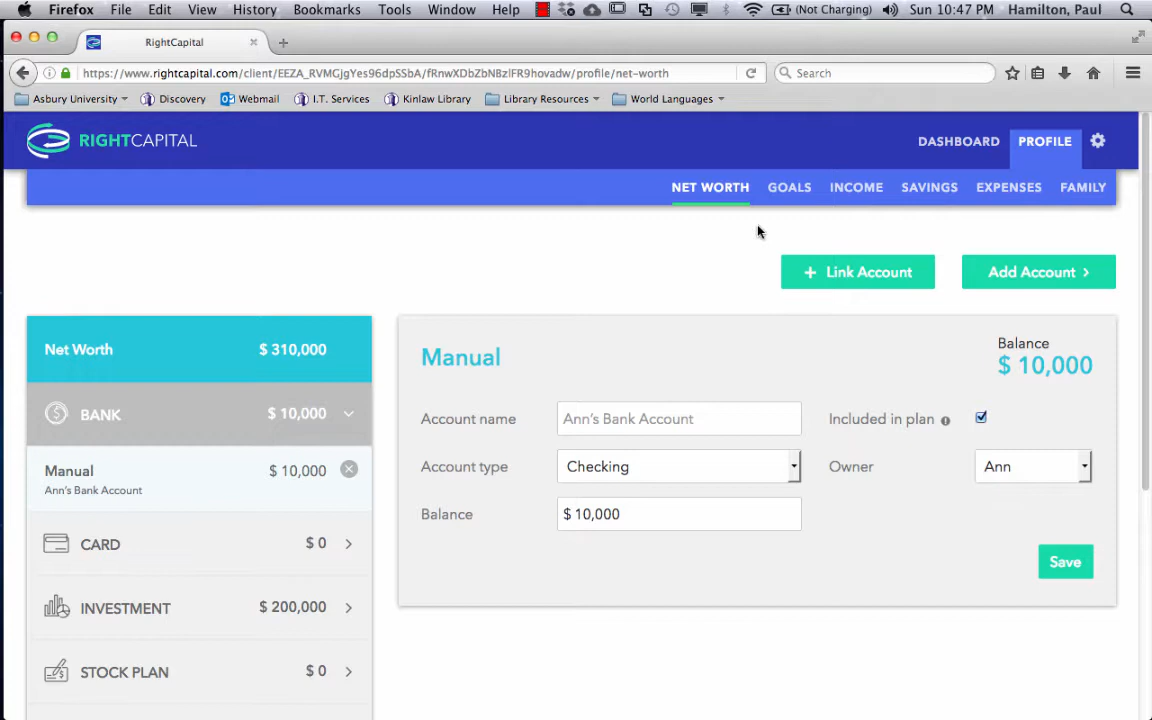 Firefox File Edit View History Bookmarks Tools Window Help (Not Charging) Sun 10:47 PM Hamilton, Paul
RightCapital
https://www.rightcapital.com/client/EEZA_RVMGJgYes96dpSSbA/fRnwXDbZbNBzlFR9hovadw/profile/net-worth Search
Asbury University Discovery Webmail I.T. Services Kinlaw Library Library Resources World Languages
RIGHTCAPITAL DASHBOARD PROFILE
NET WORTH GOALS INCOME SAVINGS EXPENSES FAMILY
+ Link Account Add Account >
Net Worth $ 310,000
BANK $ 10,000
Manual $ 10,000
Ann's Bank Account
CARD $ 0
INVESTMENT $ 200,000
STOCK PLAN $ 0
Manual
Balance
$ 10,000
Account name Ann's Bank Account Included in plan
Account type Checking Owner Ann
Balance $ 10,000
Save